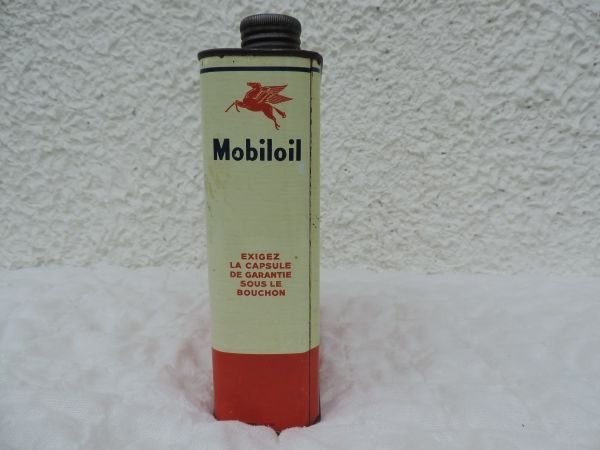 Mobiloil
EXIGEZ
LA CAPSULE
DE GARANTIE
SOUS LE
BOUCHON